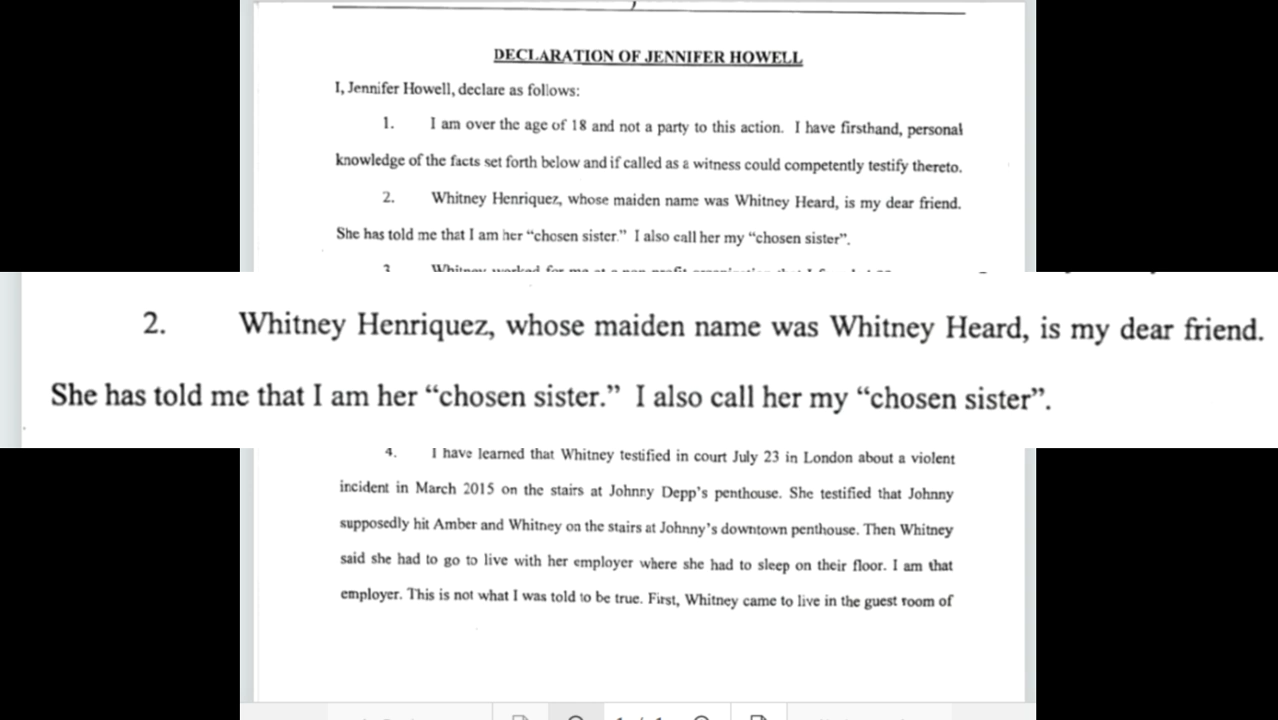 DECLARATION OF JENNIFER HOWELL
I, Jennifer Howell, declare as follows:
1. I am over the age of 18 and not a party to this action. I have firsthand, personal
knowledge of the facts set forth below and if called as a witness could competently testify thereto.
2. Whitney Henriquez, whose maiden name was Whitney Heard, is my dear friend.
She has told me that I am her “chosen sister.” I also call her my “chosen sister”.
2. Whitney Henriquez, whose maiden name was Whitney Heard, is my dear friend.
She has told me that I am her “chosen sister.” I also call her my “chosen sister”.
4. I have learned that Whitney testified in court July 23 in London about a violent
incident in March 2015 on the stairs at Johnny Depp’s penthouse. She testified that Johnny
supposedly hit Amber and Whitney on the stairs at Johnny’s downtown penthouse. Then Whitney
said she had to go to live with her employer where she had to sleep on their floor. I am that
employer. This is not what I was told to be true. First, Whitney came to live in the guest room of